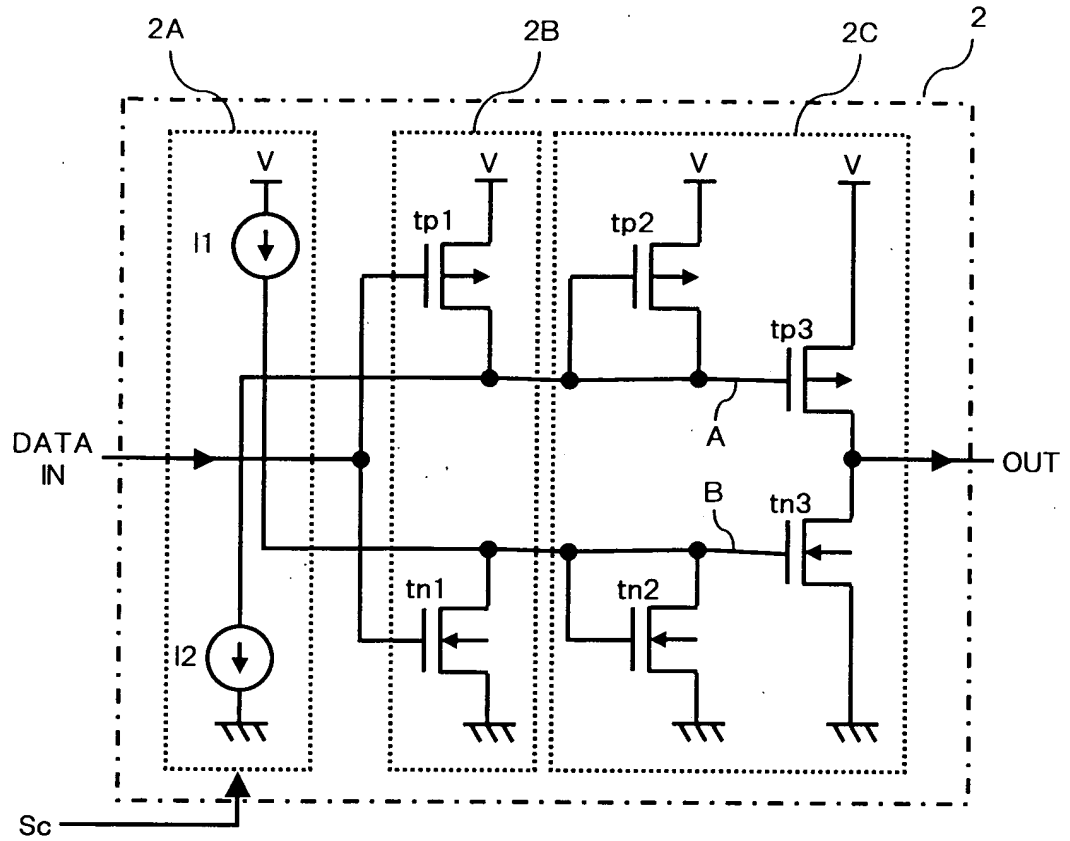 2A
2B
2C
2
V
V
V
V
I1
tp1
tp2
tp3
A
DATA
IN
OUT
B
tn3
tn1
tn2
I2
Sc